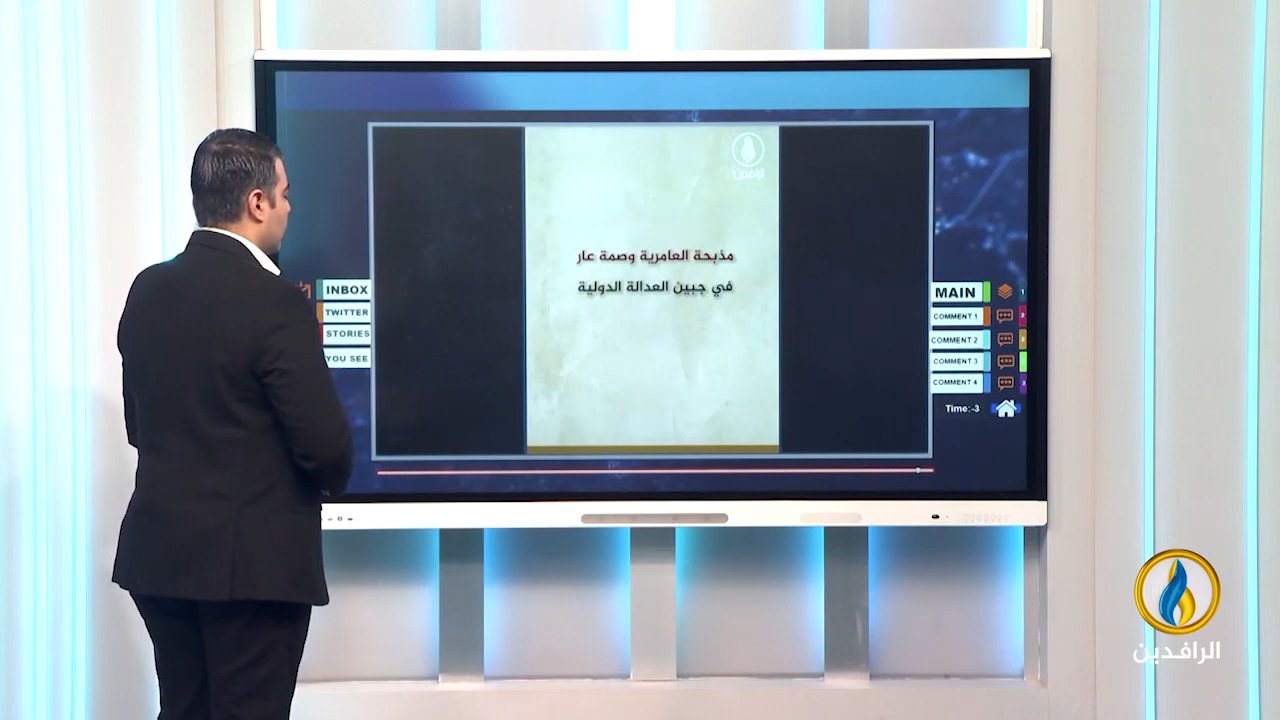 الرافدين
مذبحة العامرية وصمة عار
في جبين العدالة الدولية
INBOX
TWITTER
STORIES
YOU SEE
MAIN
COMMENT 1
COMMENT 2
COMMENT 3
COMMENT 4
Time:-3
الرافدين